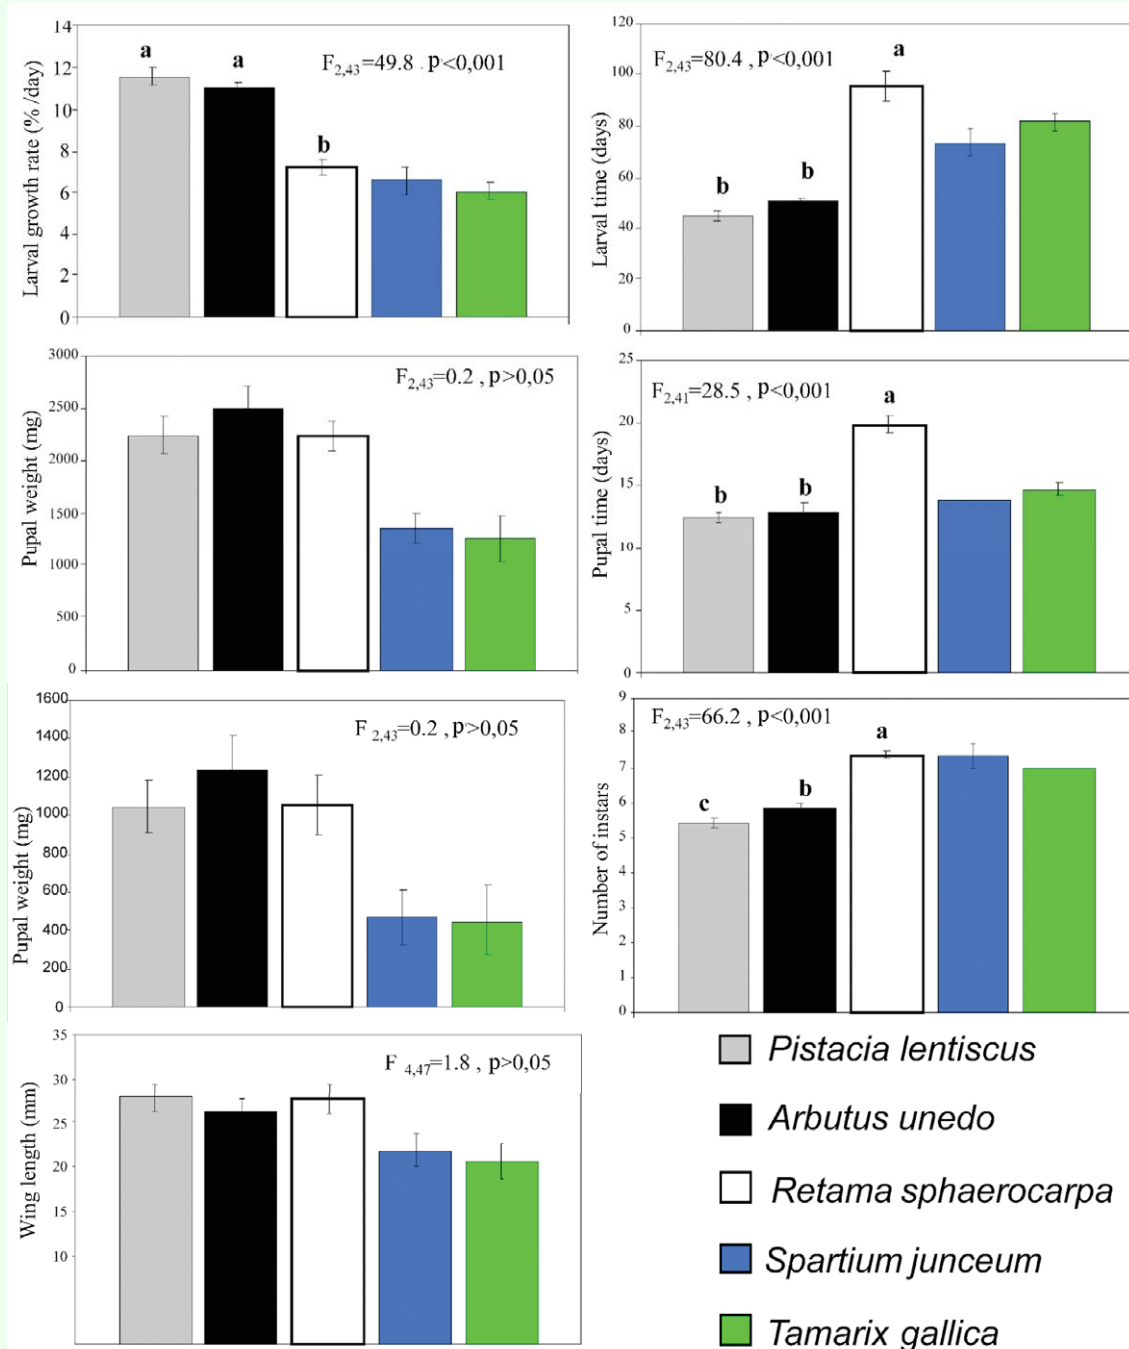 Larval growth rate (% /day)
14
12
10
8
6
4
2
0
a
a
b
F2,43=49.8 . p<0,001
Larval time (days)
120
100
80
60
40
20
0
F2,43=80.4 , p<0,001
b
b
a
Pupal weight (mg)
3000
2500
2000
1500
1000
500
0
F2,43=0.2 , p>0,05
Pupal time (days)
25
20
15
10
5
0
F2,41=28.5 , p<0,001
b
b
a
Pupal weight (mg)
1600
1400
1200
1000
800
600
400
200
0
F 2,43=0.2 , p>0,05
Number of instars
9
8
7
6
5
4
3
2
1
0
F2,43=66.2 , p<0,001
c
b
a
Wing length (mm)
35
30
25
20
15
10
F 4,47=1.8 , p>0,05
Pistacia lentiscus
Arbutus unedo
Retama sphaerocarpa
Spartium junceum
Tamarix gallica